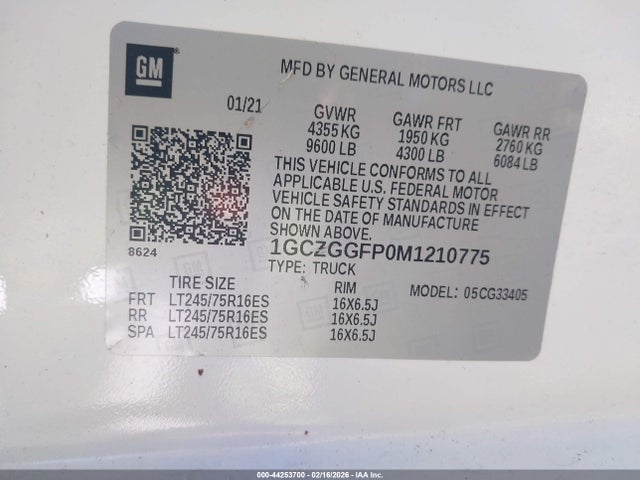 GM
MFD BY GENERAL MOTORS LLC
01/21
GVWR GAWR FRT GAWR RR
4355 KG 1950 KG 2760 KG
9600 LB 4300 LB 6084 LB
THIS VEHICLE CONFORMS TO ALL
APPLICABLE U.S. FEDERAL MOTOR
VEHICLE SAFETY STANDARDS IN EFFECT
ON THE DATE OF MANUFACTURE
SHOWN ABOVE.
8624
1GCZGGFP0M1210775
TYPE: TRUCK
MODEL: 05CG33405
TIRE SIZE RIM
FRT LT245/75R16ES 16X6.5J
RR LT245/75R16ES 16X6.5J
SPA LT245/75R16ES 16X6.5J
000-44253700 - 02/16/2026 - IAA Inc.